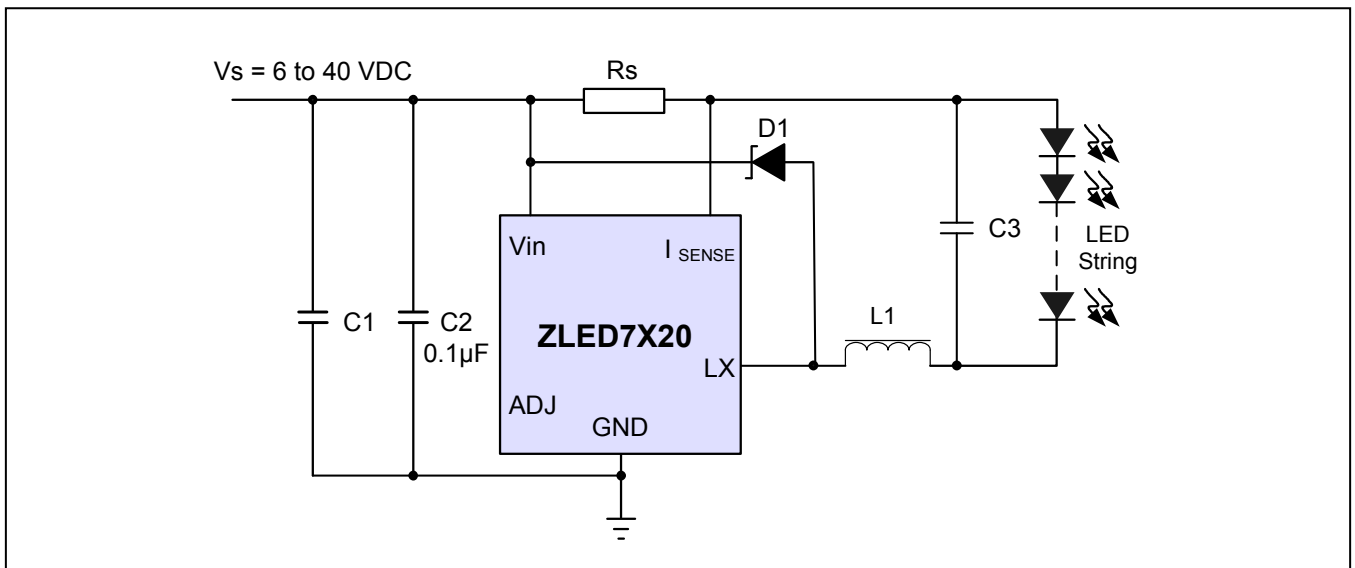 Vs = 6 to 40 VDC
Rs
D1
Vin
I SENSE
C3
LED
String
C1
C2
0.1µF
ZLED7X20
L1
LX
ADJ
GND